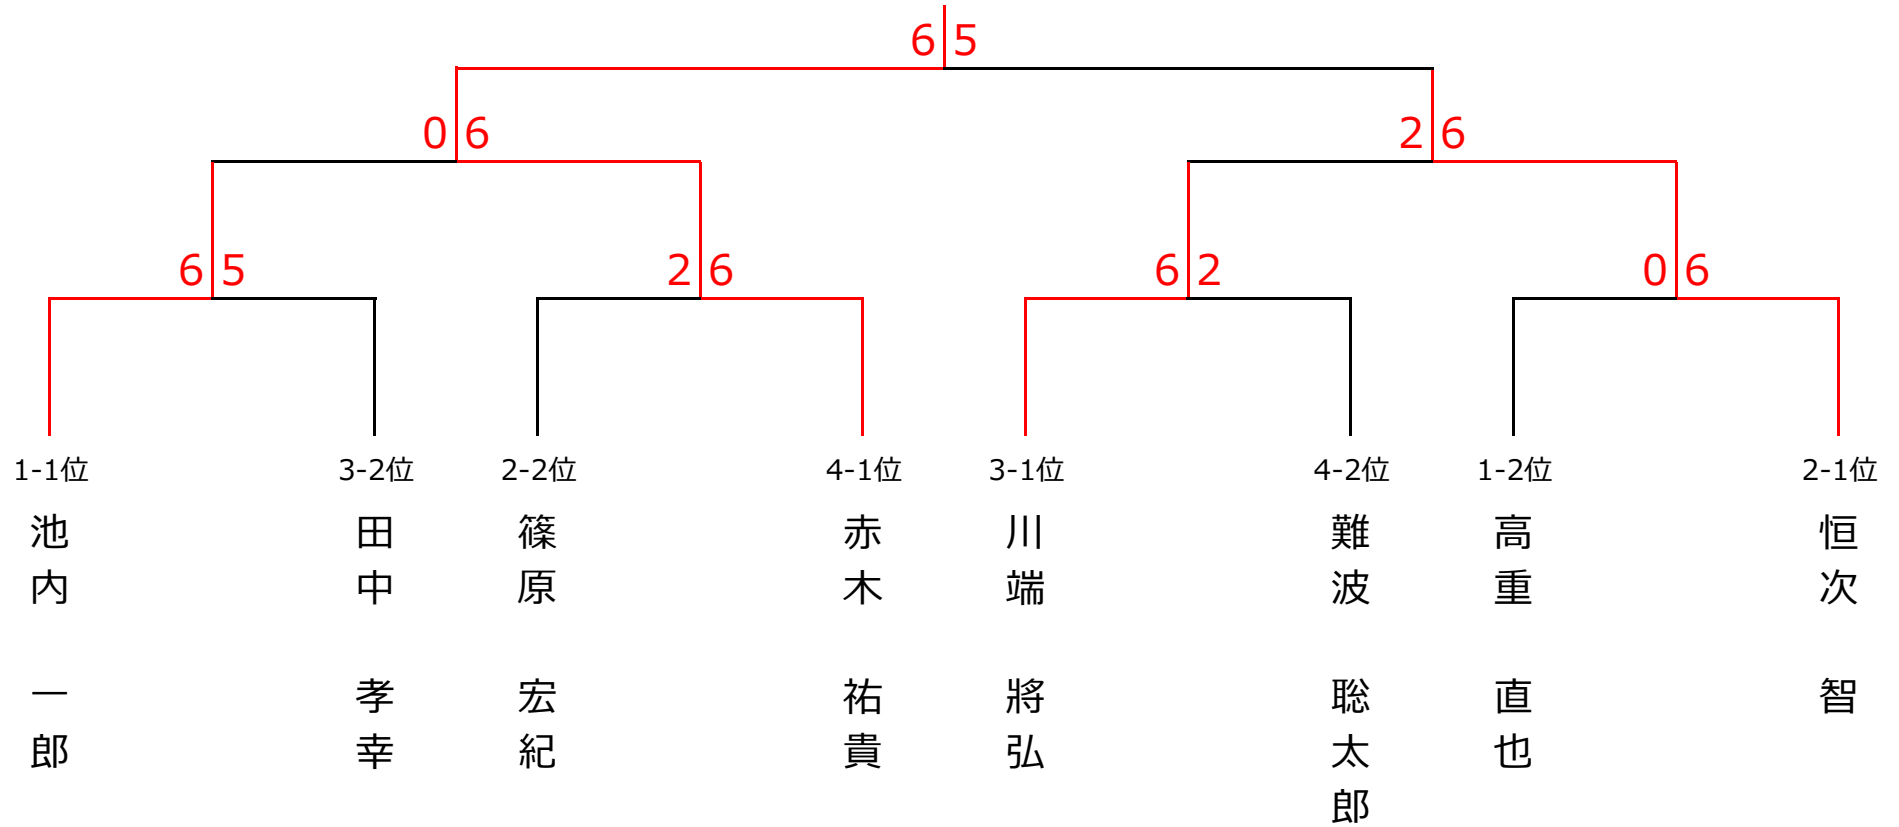 6 5
0 6
2 6
6 5
2 6
6 2
0 6
1-1位
3-2位
2-2位
4-1位
3-1位
4-2位
1-2位
2-1位
池内 一郎
田中 孝幸
篠原 宏紀
赤木 祐貴
川端 將弘
難波 聡太郎
高重 直也
恒次 智